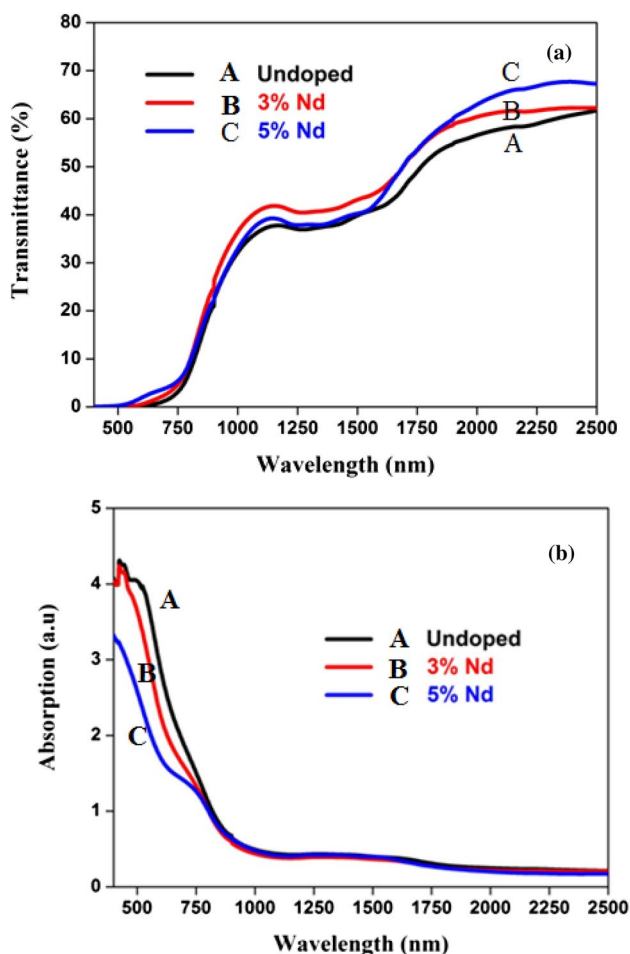 (a)
A Undoped
B 3% Nd
C 5% Nd
C
B
A
Transmittance (%)
80
70
60
50
40
30
20
10
0
500 750 1000 1250 1500 1750 2000 2250 2500
Wavelength (nm)
(b)
A
B
C
A Undoped
B 3% Nd
C 5% Nd
Absorption (a.u)
5
4
3
2
1
0
500 750 1000 1250 1500 1750 2000 2250 2500
Wavelength (nm)